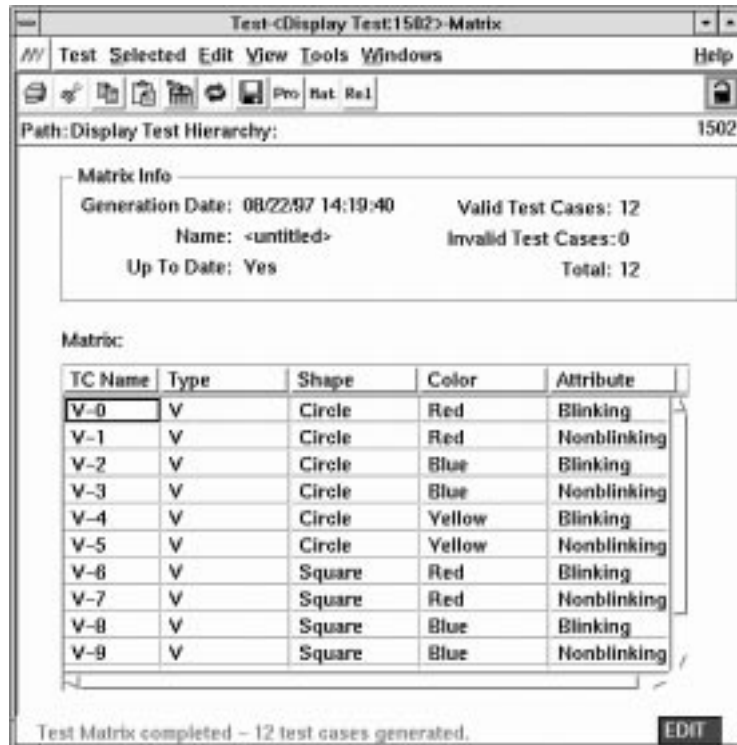 Test-<Display Test:1502>-Matrix
Test Selected Edit View Tools Windows Help
Pro Mat Rel
Path:Display Test Hierarchy: 1502
Matrix Info
Generation Date: 08/22/97 14:19:40 Valid Test Cases: 12
Name: <untitled> Invalid Test Cases:0
Up To Date: Yes Total: 12
Matrix:
TC Name Type Shape Color Attribute
V-0 V Circle Red Blinking
V-1 V Circle Red Nonblinking
V-2 V Circle Blue Blinking
V-3 V Circle Blue Nonblinking
V-4 V Circle Yellow Blinking
V-5 V Circle Yellow Nonblinking
V-6 V Square Red Blinking
V-7 V Square Red Nonblinking
V-8 V Square Blue Blinking
V-9 V Square Blue Nonblinking
Test Matrix completed - 12 test cases generated. EDIT